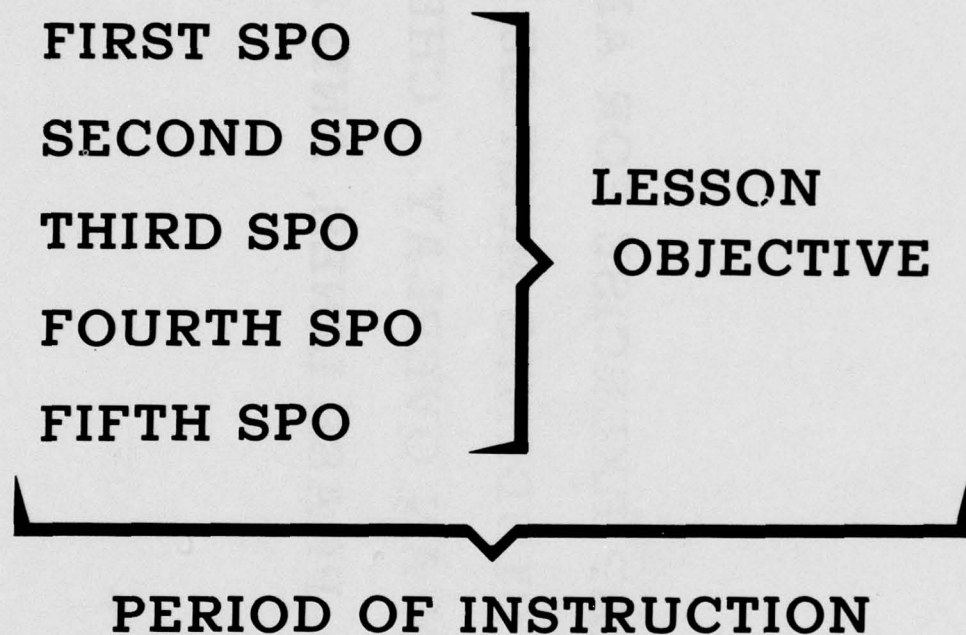 FIRST SPO
SECOND SPO
THIRD SPO
FOURTH SPO
FIFTH SPO
LESSON
OBJECTIVE
PERIOD OF INSTRUCTION